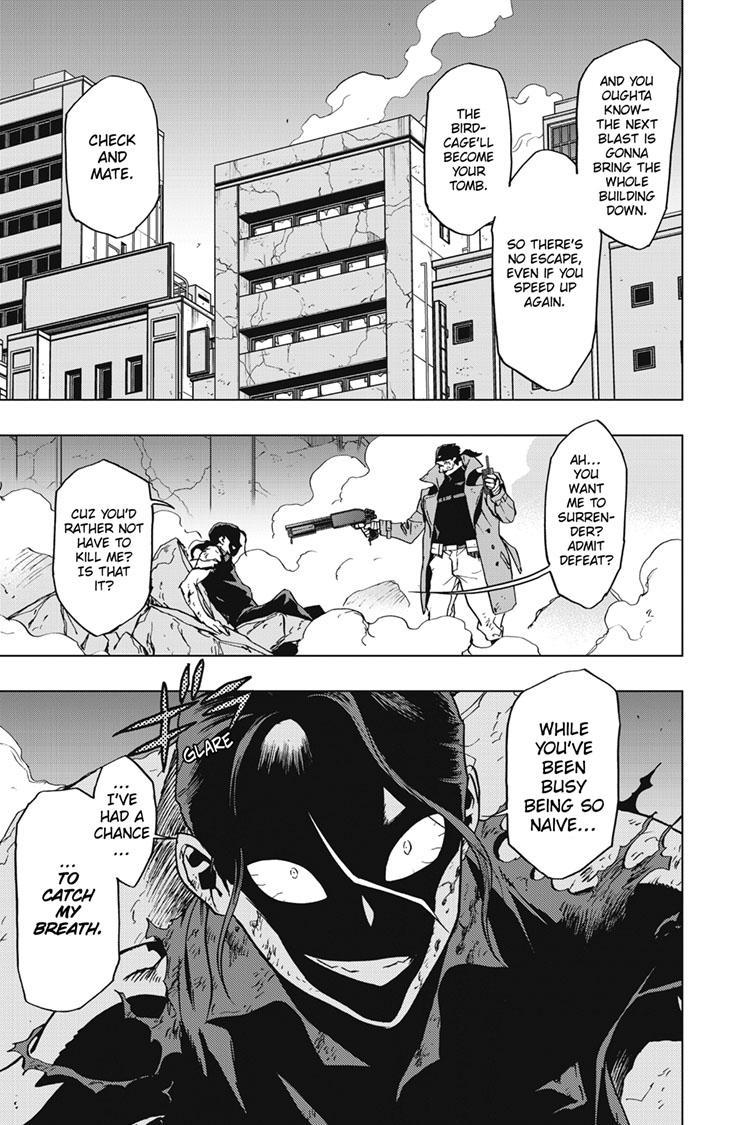 AND YOU
OUGHTA
KNOW—
THE NEXT
BLAST IS
GONNA
BRING THE
WHOLE
BUILDING
DOWN.
SO THERE'S
NO ESCAPE,
EVEN IF YOU
SPEED UP
AGAIN.
THE
BIRD-
CAGE'LL
BECOME
YOUR
TOMB.
CHECK
AND
MATE.
AH...
YOU
WANT
ME TO
SURREN-
DER?
ADMIT
DEFEAT?
CUZ YOU'D
RATHER NOT
HAVE TO
KILL ME?
IS THAT
IT?
WHILE
YOU'VE
BEEN
BUSY
BEING SO
NAIVE...
ギヌ
GLARE
...
I'VE
HAD A
CHANCE
...
...
TO
CATCH
MY
BREATH.